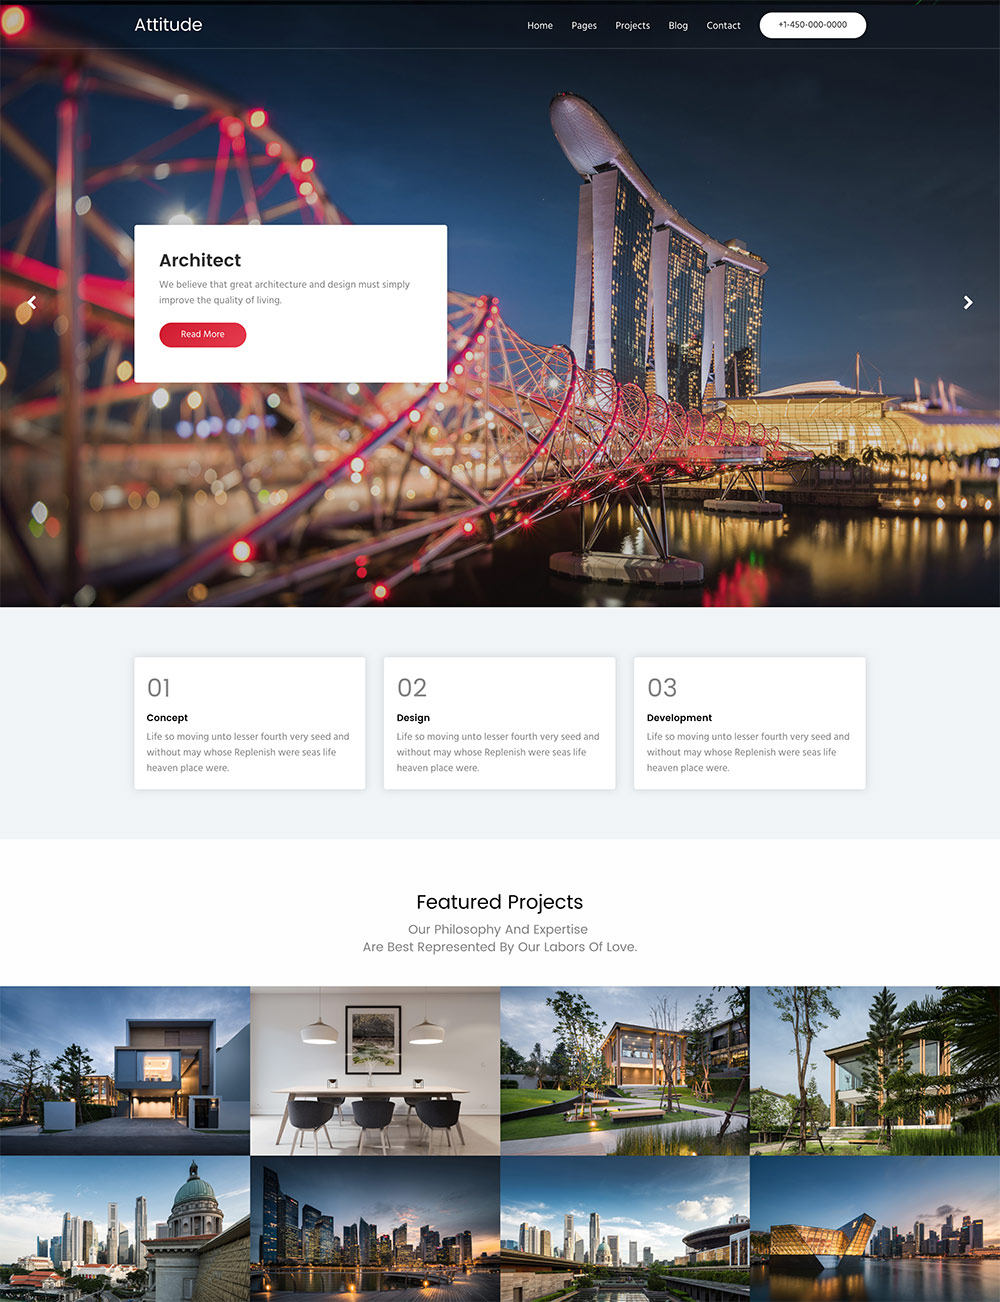 Attitude
Home Pages Projects Blog Contact +1-450-000-0000
Architect
We believe that great architecture and design must simply
improve the quality of living.
Read More
01
Concept
Life so moving unto lesser fourth very seed and
without may whose Replenish were seas life
heaven place were.
02
Design
Life so moving unto lesser fourth very seed and
without may whose Replenish were seas life
heaven place were.
03
Development
Life so moving unto lesser fourth very seed and
without may whose Replenish were seas life
heaven place were.
Featured Projects
Our Philosophy And Expertise
Are Best Represented By Our Labors Of Love.